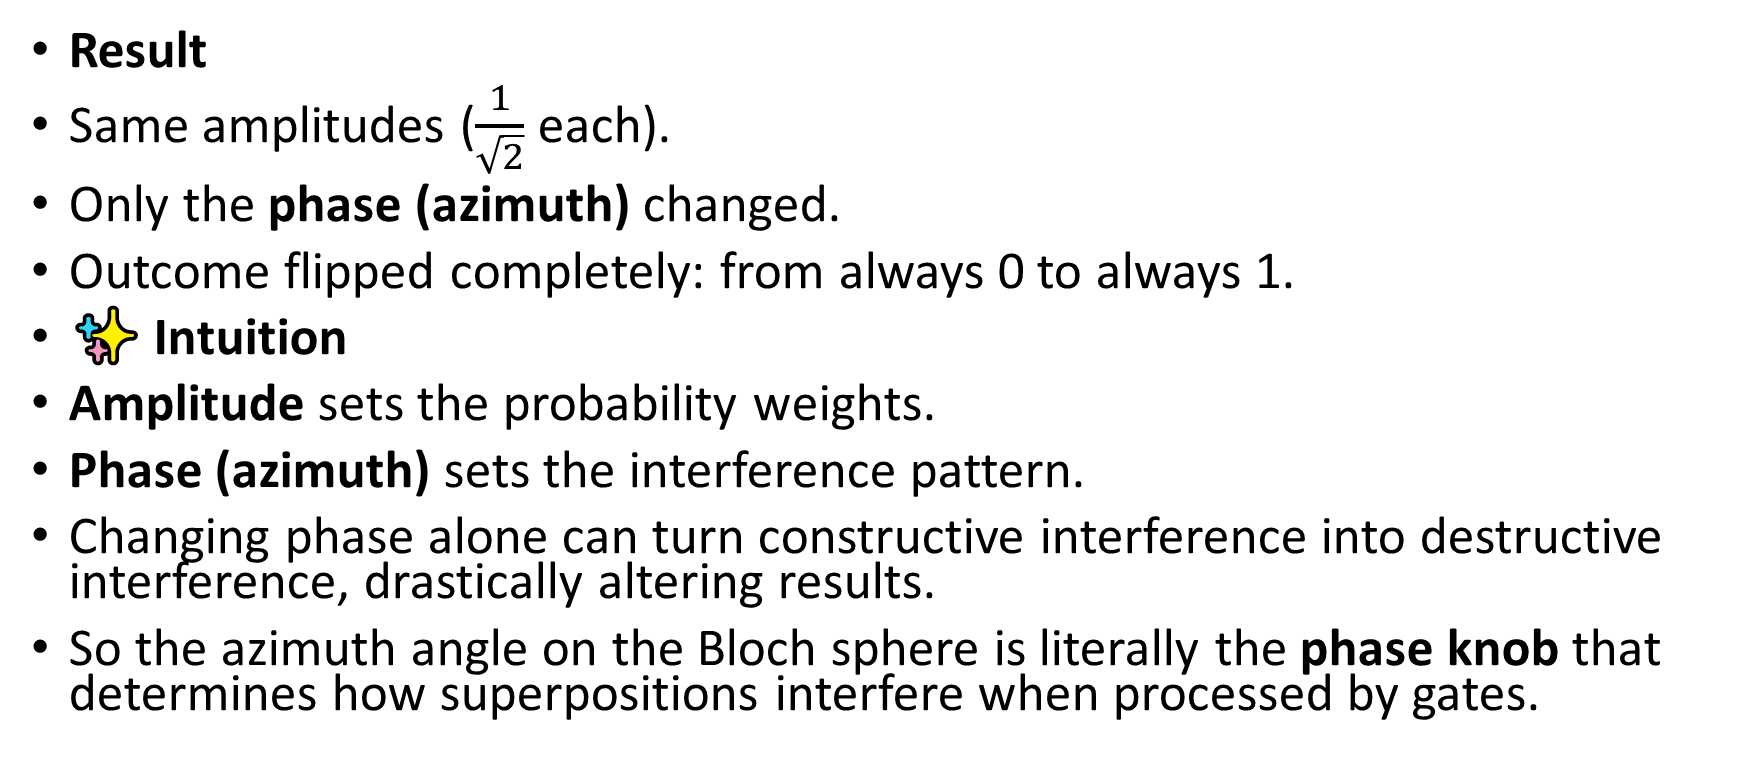 • Result
• Same amplitudes (1/√2 each).
• Only the phase (azimuth) changed.
• Outcome flipped completely: from always 0 to always 1.
• ✨ Intuition
• Amplitude sets the probability weights.
• Phase (azimuth) sets the interference pattern.
• Changing phase alone can turn constructive interference into destructive
interference, drastically altering results.
• So the azimuth angle on the Bloch sphere is literally the phase knob that
determines how superpositions interfere when processed by gates.